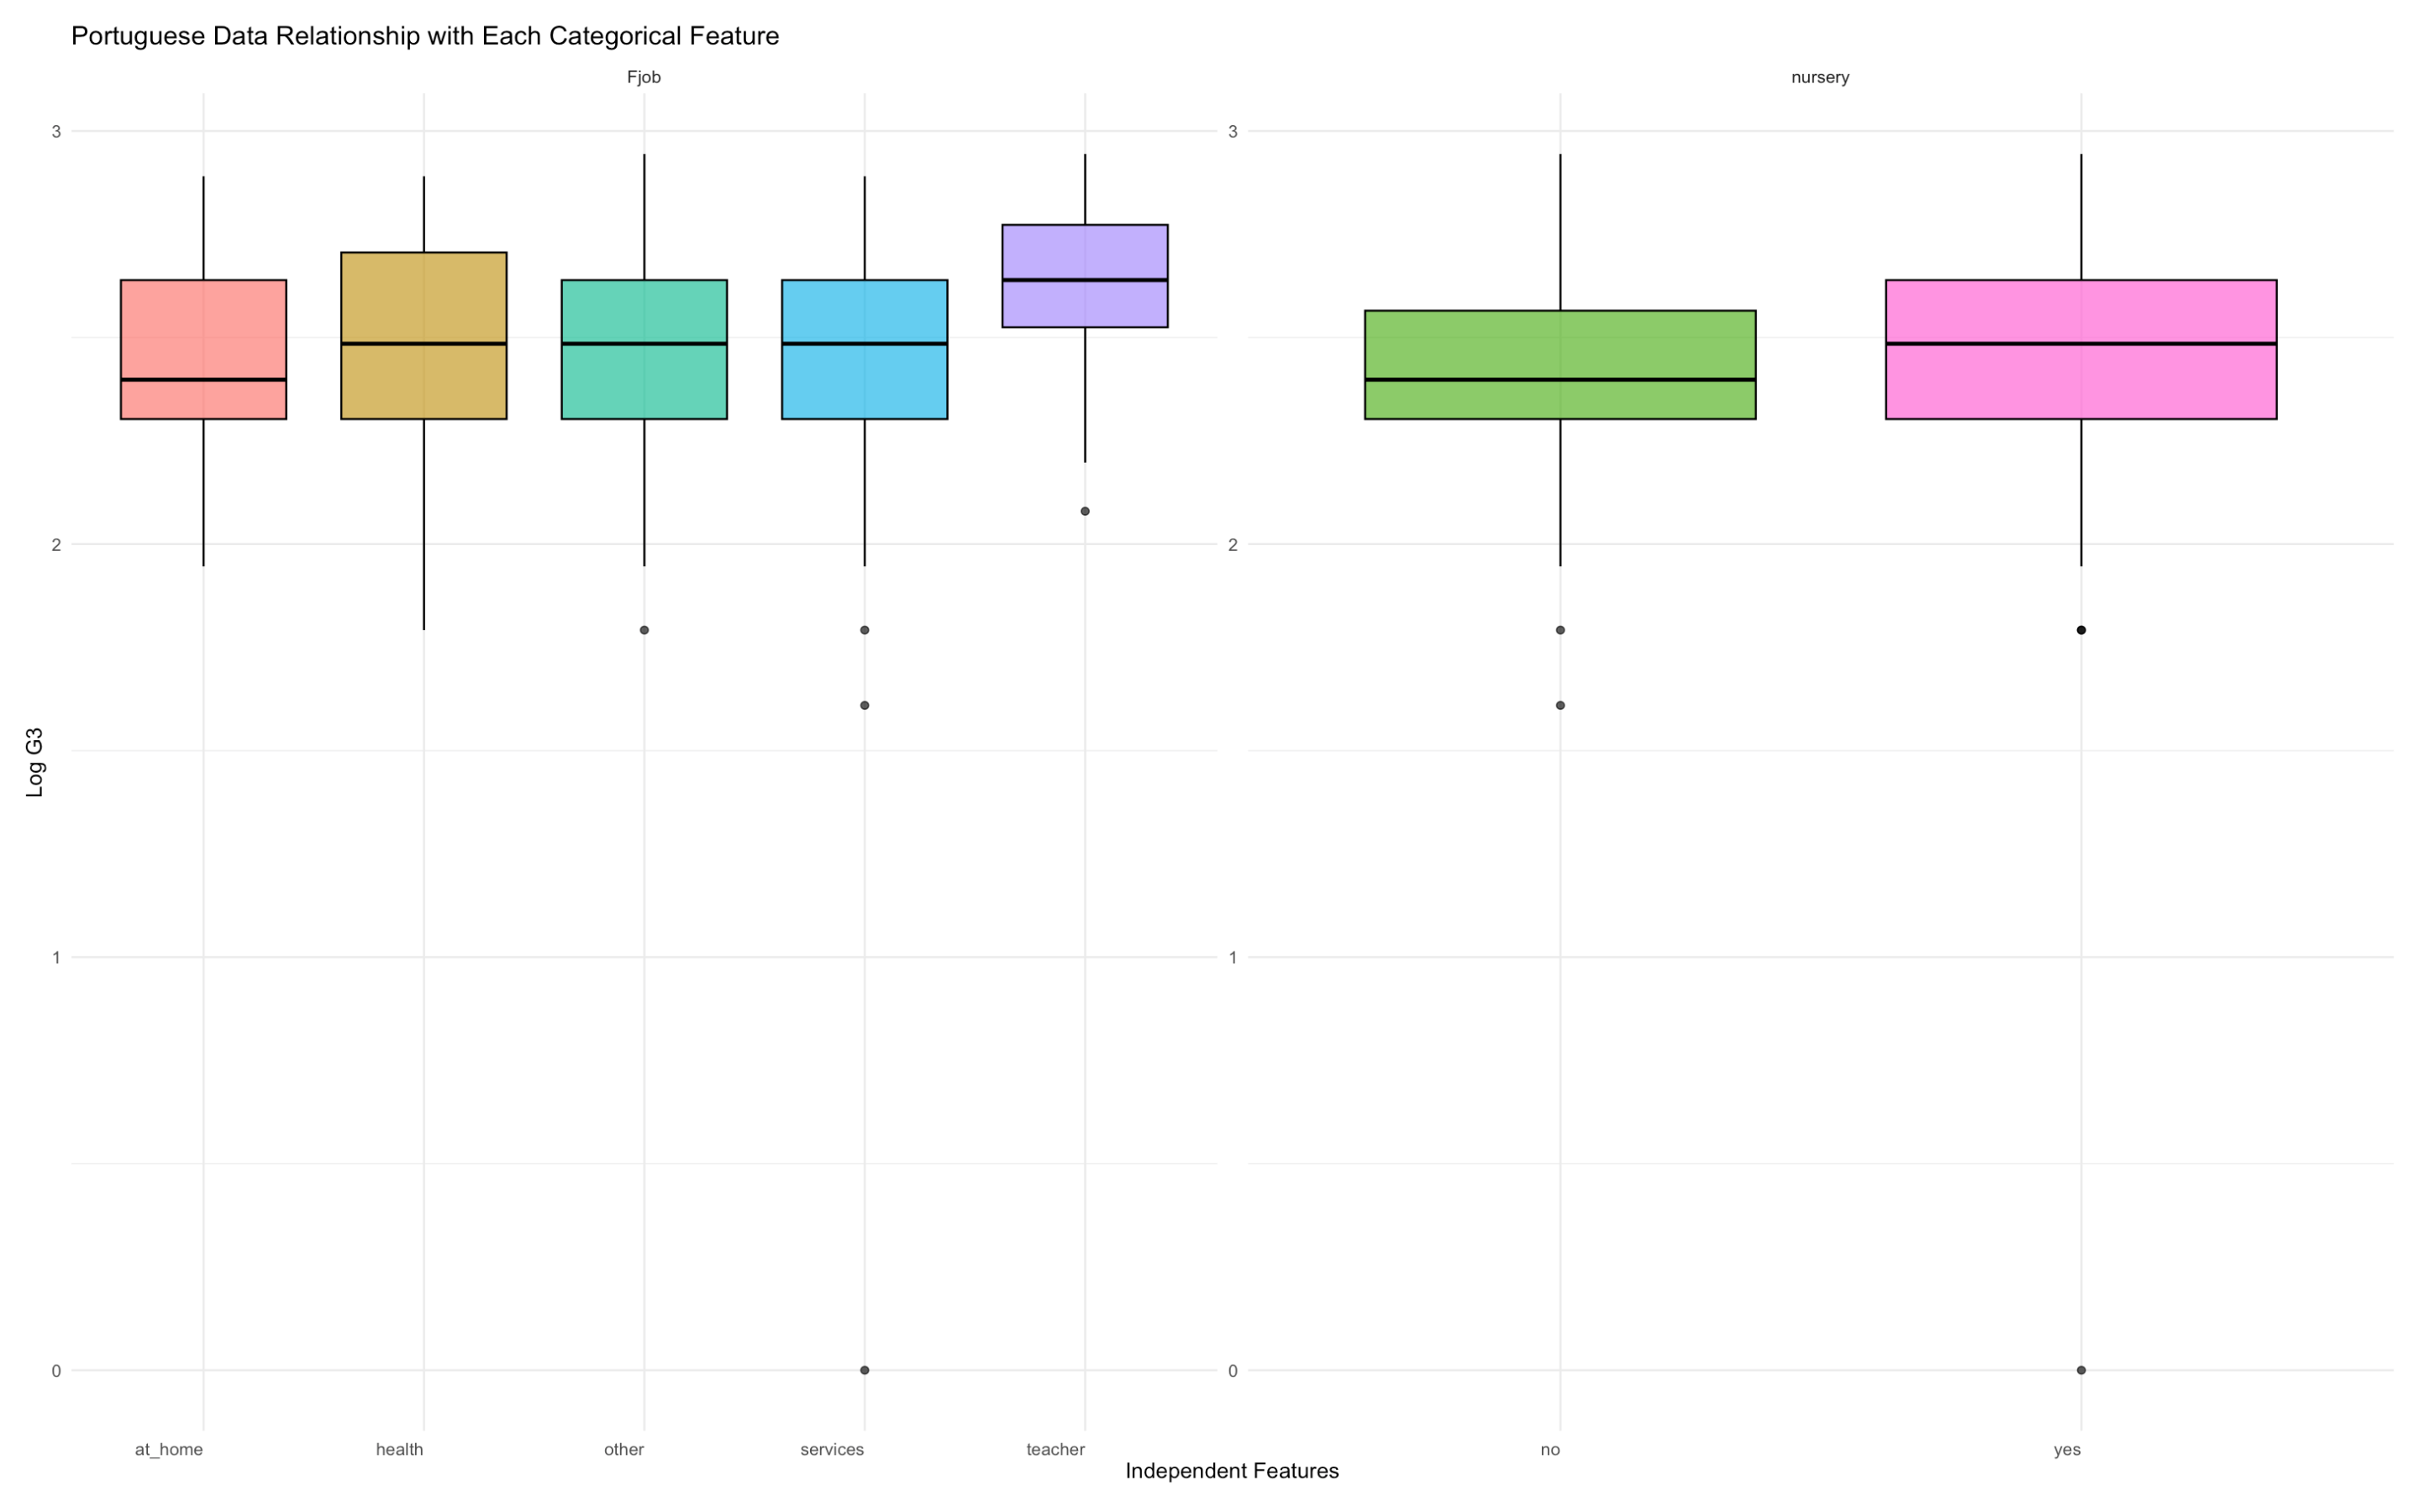 Portuguese Data Relationship with Each Categorical Feature
Fjob
nursery
3
2
1
0
3
2
1
0
Log G3
at_home health other services teacher
no yes
Independent Features